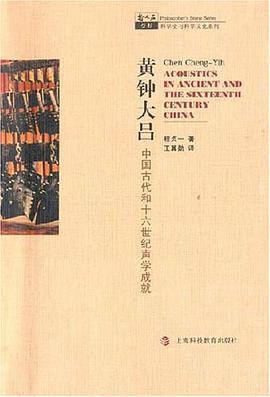 哲人石丛书
Philosopher's Stone Series
科学史与科学文化系列
Chen Cheng-Yih
ACOUSTICS
IN ANCIENT AND
THE SIXTEENTH
CENTURY
CHINA
黄钟大吕
中国古代和十六世纪声学成就
程贞一 著
王翼勋 译
上海科技教育出版社